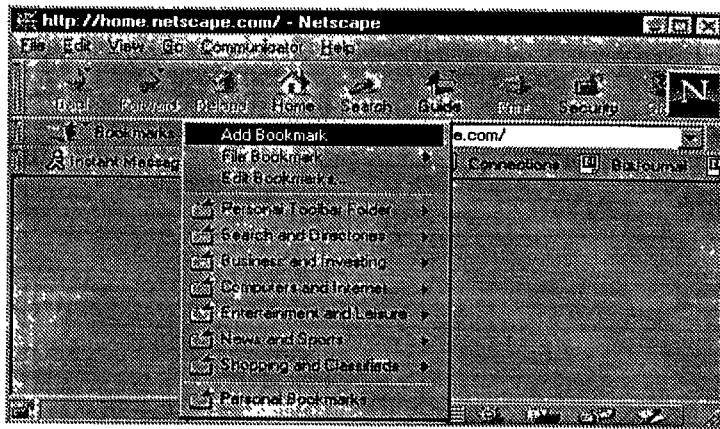 http://home.netscape.com/ - Netscape
File Edit View Go Communicator Help
Back Forward Reload Home Search Guide Print Security
N
Bookmarks e.com/
Instant Messag Connections BizJournal
Add Bookmark
File Bookmark
Edit Bookmarks...
Personal Toolbar Folder
Search and Directories
Business and Investing
Computers and Internet
Entertainment and Leisure
News and Sports
Shopping and Classifieds
Personal Bookmarks